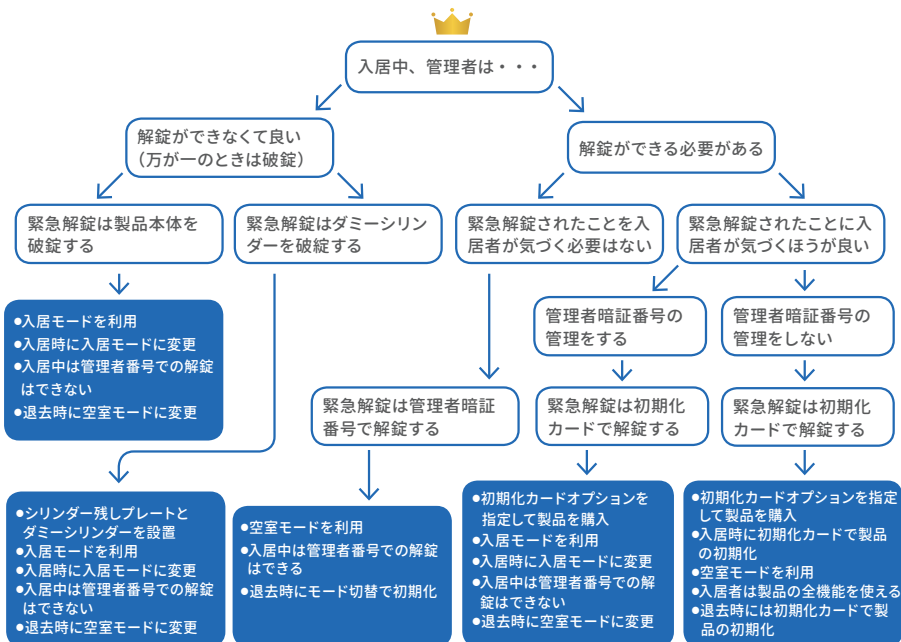 入居中、管理者は・・・
解錠ができなくて良い
（万が一のときは破錠）
解錠ができる必要がある
緊急解錠は製品本体を
破錠する
緊急解錠はダミーシリン
ダーを破綻する
緊急解錠されたことを入
居者が気づく必要はない
緊急解錠されたことに入
居者が気づくほうが良い
●入居モードを利用
●入居時に入居モードに変更
●入居中は管理者番号での解錠
はできない
●退去時に空室モードに変更
管理者暗証番号の
管理をする
管理者暗証番号の
管理をしない
緊急解錠は管理者暗証
番号で解錠する
緊急解錠は初期化
カードで解錠する
緊急解錠は初期化
カードで解錠する
●シリンダー残しプレートと
ダミーシリンダーを設置
●入居モードを利用
●入居時に入居モードに変更
●入居中は管理者番号での解錠
はできない
●退去時に空室モードに変更
●空室モードを利用
●入居中は管理者番号での解錠
はできる
●退去時にモード切替で初期化
●初期化カードオプションを
指定して製品を購入
●入居モードを利用
●入居時に入居モードに変更
●入居中は管理者番号での解
錠はできない
●退去時に空室モードに変更
●初期化カードオプションを指定
して製品を購入
●入居時に初期化カードで製品
の初期化
●空室モードを利用
●入居者は製品の全機能を使える
●退去時には初期化カードで製
品の初期化